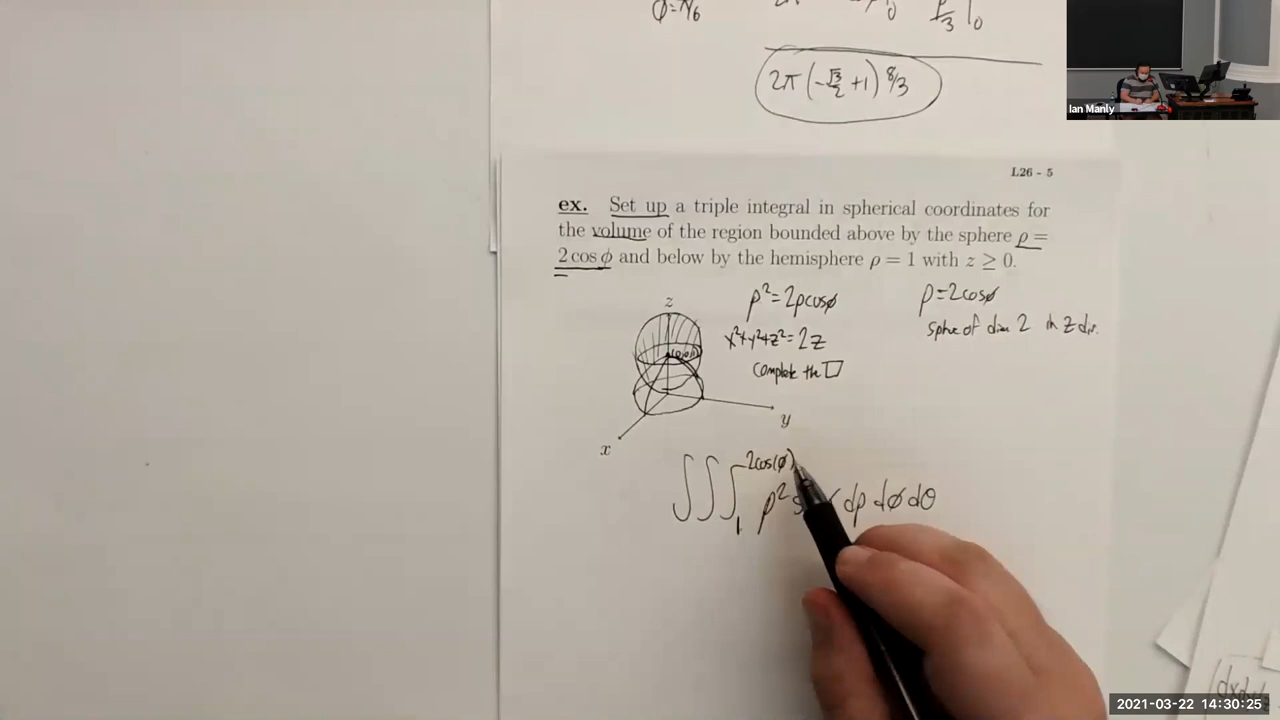 φ=π/6
2π(-√3/2 +1) 8/3
Ian Manly
L26 - 5
ex. Set up a triple integral in spherical coordinates for
the volume of the region bounded above by the sphere ρ =
2 cos ϕ and below by the hemisphere ρ = 1 with z ≥ 0.
z
ρ²=2ρcosϕ
x²+y²+z²=2z
complete the □
ρ=2cosϕ
sphre of diam 2 in z dir.
y
x
∫∫∫₁^2cos(ϕ) ρ² dρ dϕ dθ
2021-03-22 14:30:25